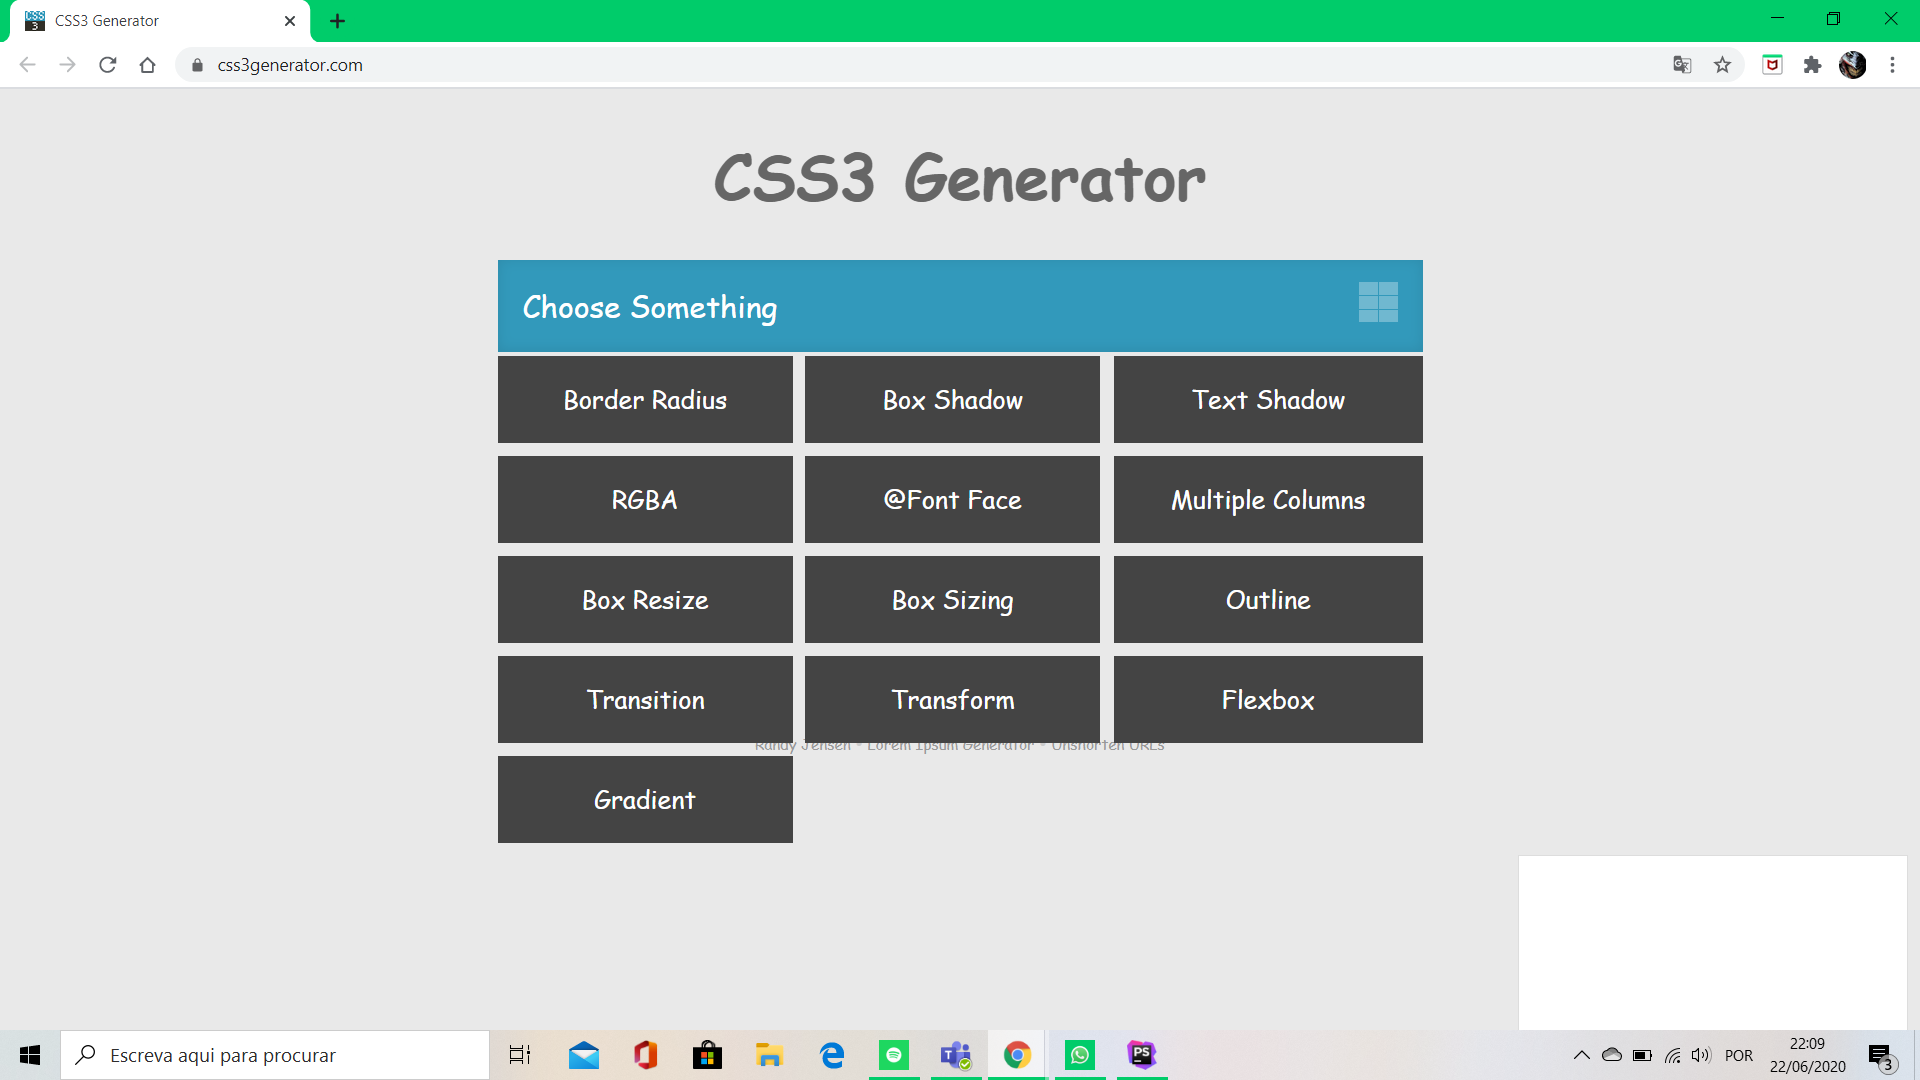 CSS3 Generator
css3generator.com
CSS3 Generator
Choose Something
Border Radius
Box Shadow
Text Shadow
RGBA
@Font Face
Multiple Columns
Box Resize
Box Sizing
Outline
Transition
Transform
Flexbox
Randy Jensen - Lorem Ipsum Generator - Unshorten URLs
Gradient
Escreva aqui para procurar
POR
22:09
22/06/2020
3